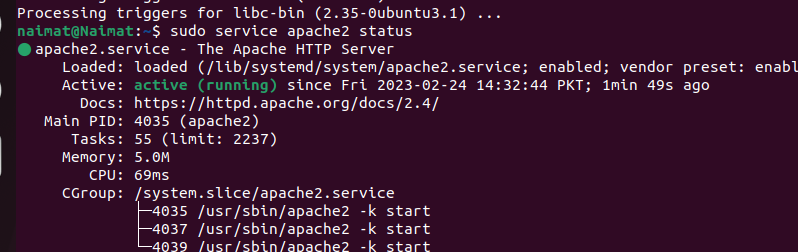 Processing triggers for libc-bin (2.35-0ubuntu3.1) ...
naimat@Naimat:~$ sudo service apache2 status
● apache2.service - The Apache HTTP Server
     Loaded: loaded (/lib/systemd/system/apache2.service; enabled; vendor preset: enabl
     Active: active (running) since Fri 2023-02-24 14:32:44 PKT; 1min 49s ago
       Docs: https://httpd.apache.org/docs/2.4/
   Main PID: 4035 (apache2)
      Tasks: 55 (limit: 2237)
     Memory: 5.0M
        CPU: 69ms
     CGroup: /system.slice/apache2.service
             ├─4035 /usr/sbin/apache2 -k start
             ├─4037 /usr/sbin/apache2 -k start
             └─4039 /usr/sbin/apache2 -k start